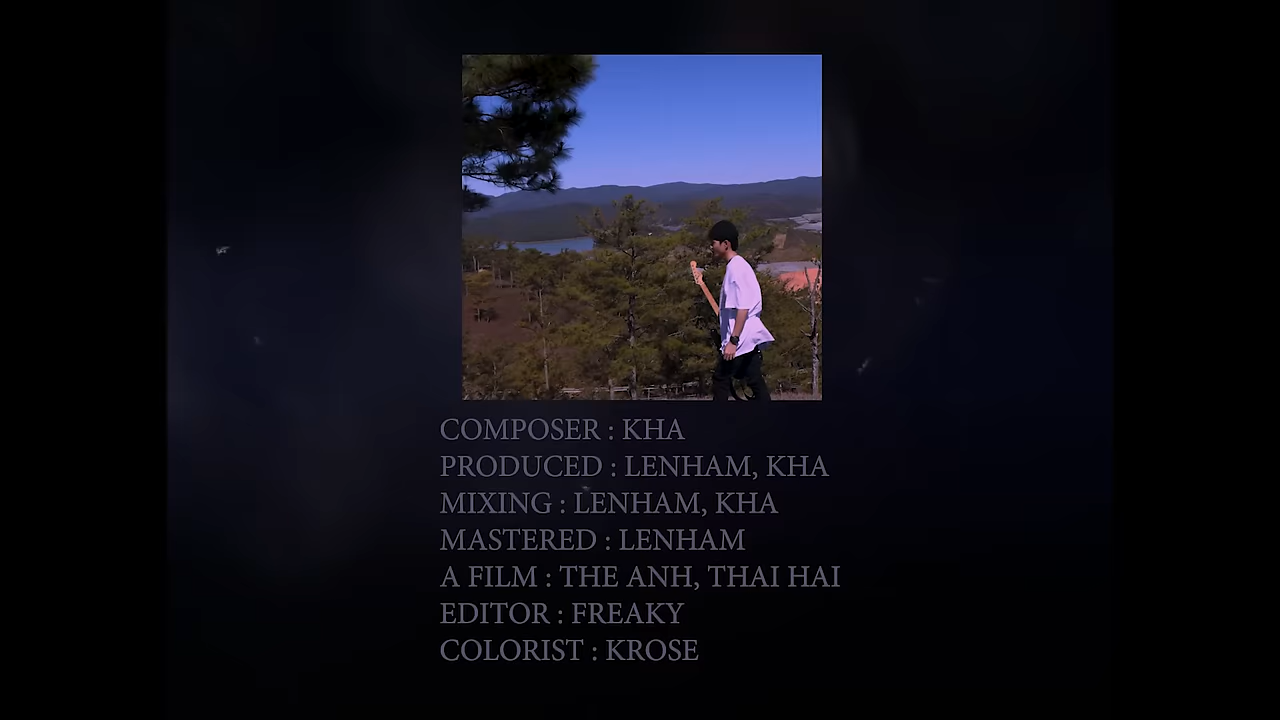 COMPOSER : KHA
PRODUCED : LENHAM, KHA
MIXING : LENHAM, KHA
MASTERED : LENHAM
A FILM : THE ANH, THAI HAI
EDITOR : FREAKY
COLORIST : KROSE